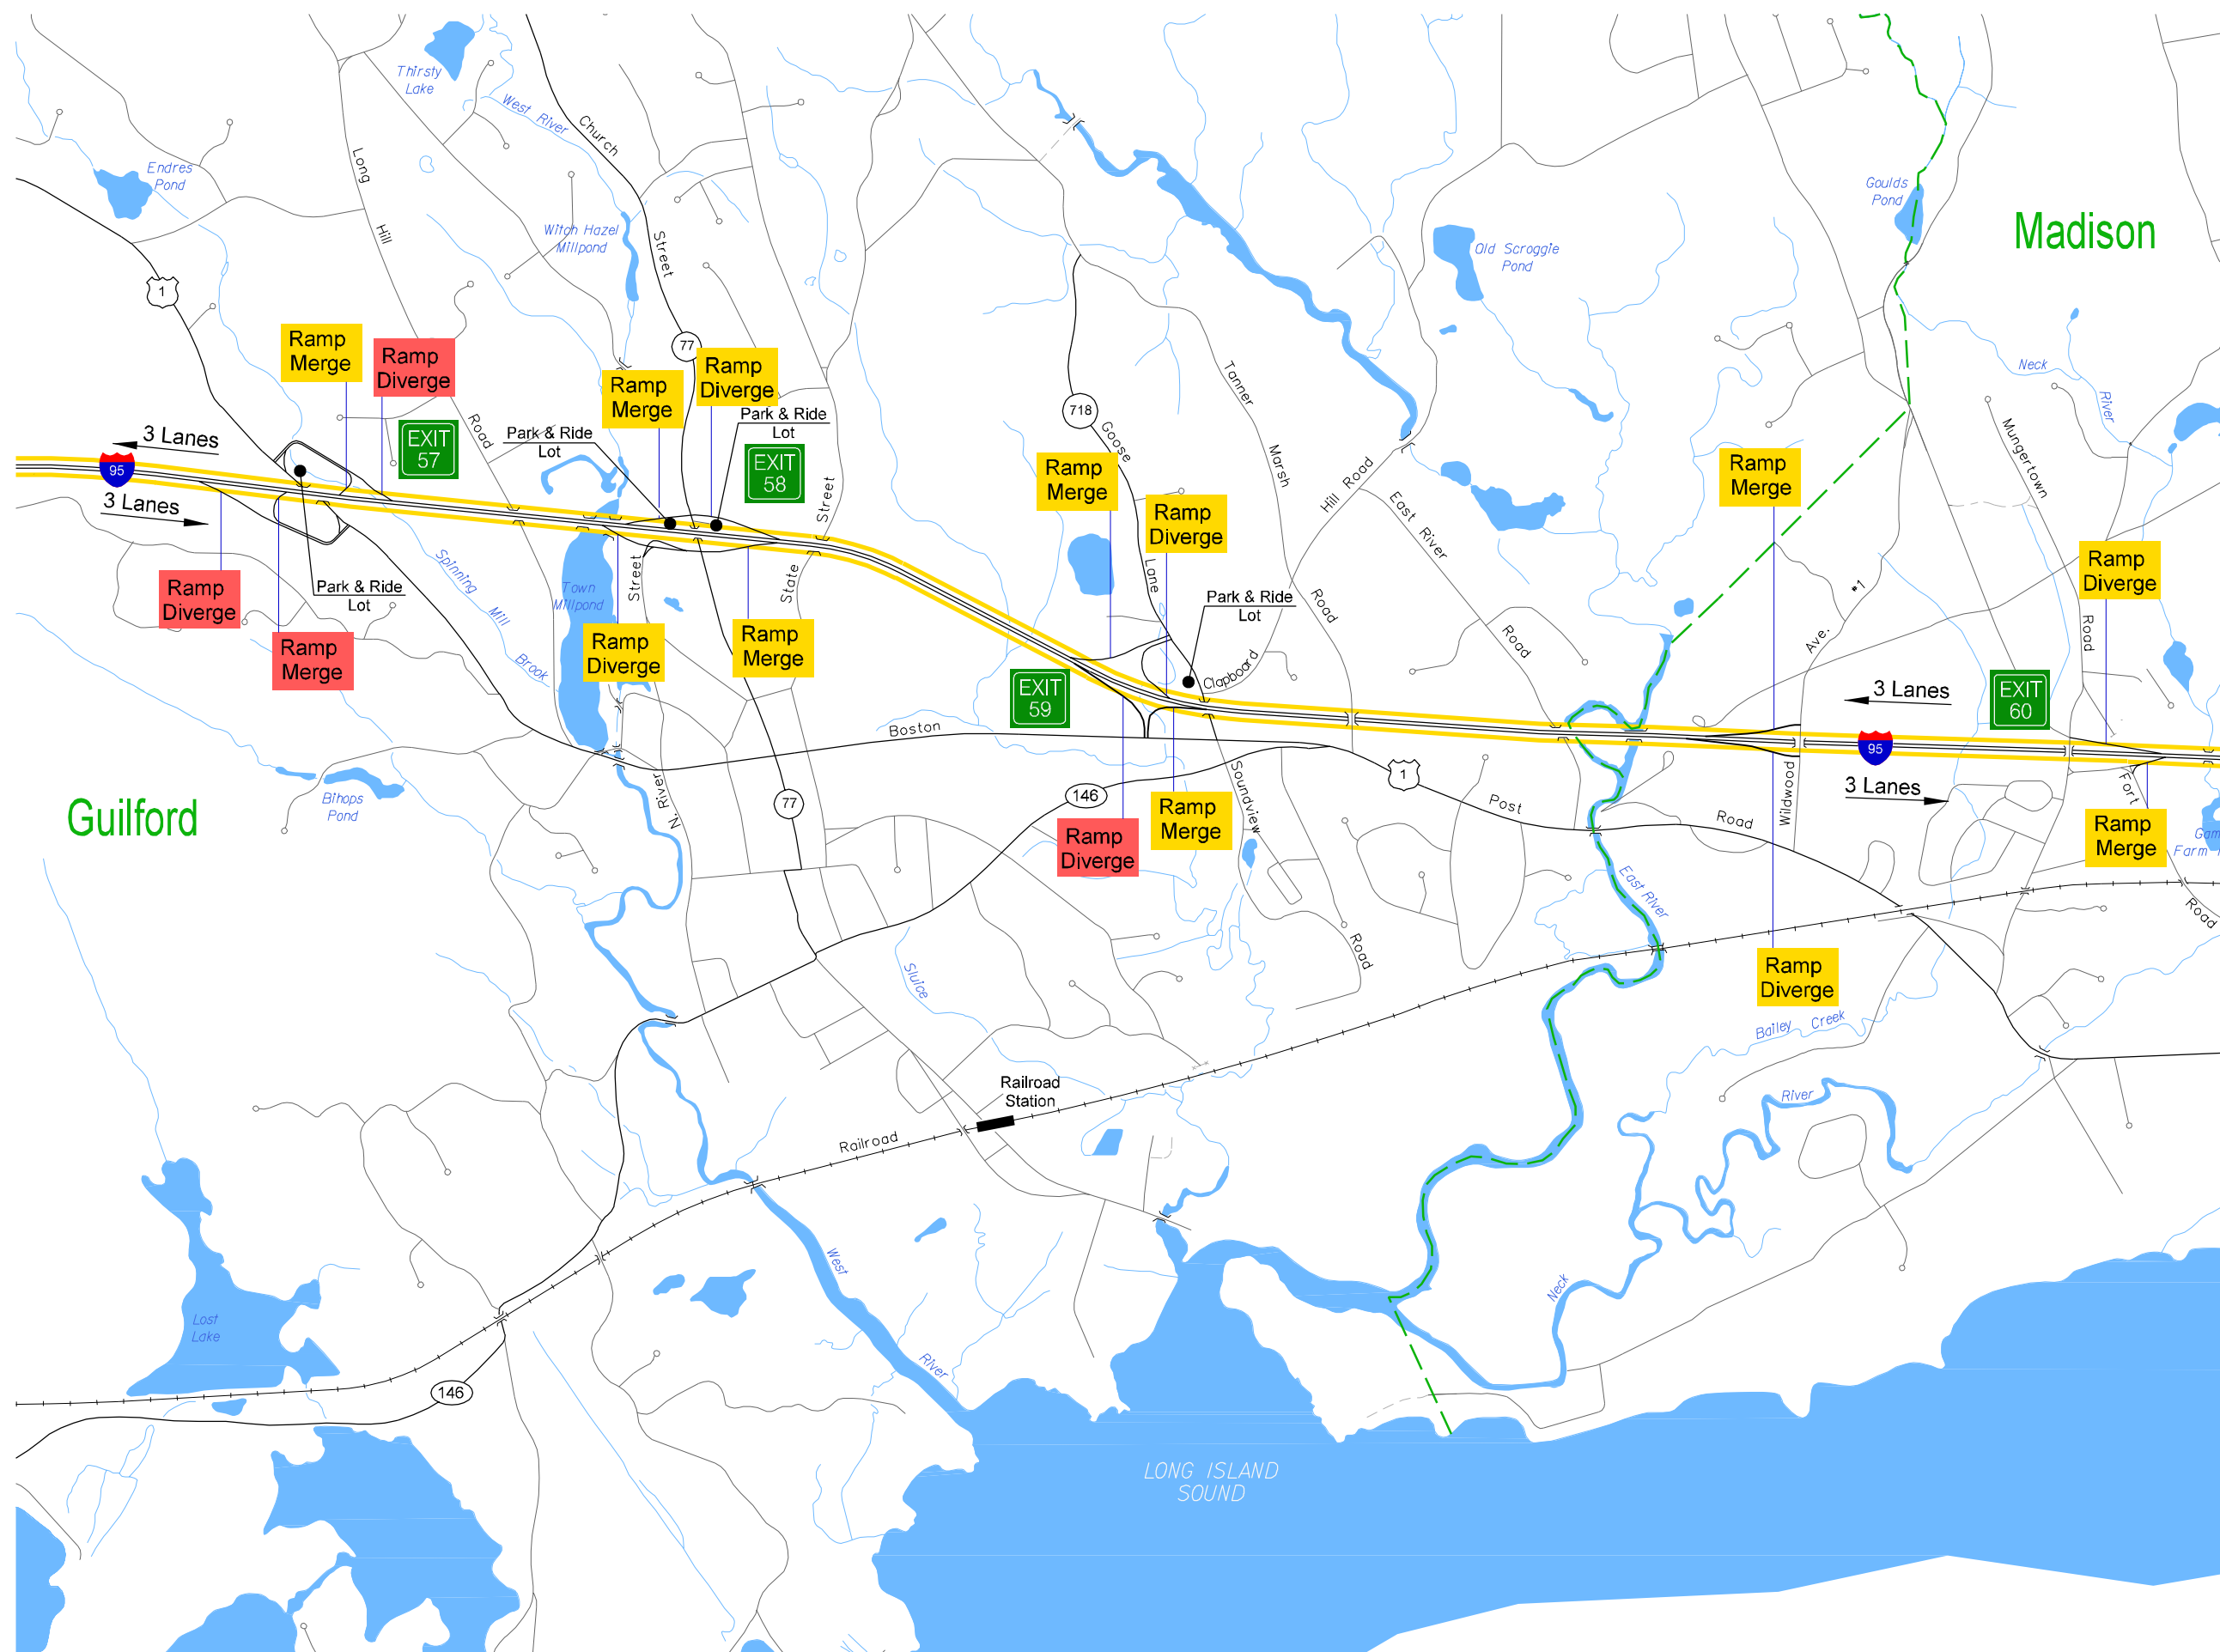 Thirsty
Lake
West River
Church
Street
Long
Hill
Road
Endres
Pond
Witch Hazel
Millpond
Goulds
Pond
Madison
Old Scroggie
Pond
1
77
Ramp
Merge
Ramp
Diverge
Ramp
Merge
Ramp
Diverge
Park & Ride
Lot
Park & Ride
Lot
EXIT
57
EXIT
58
3 Lanes
95
3 Lanes
718
Goose
Lane
Tanner
Marsh
Road
Hill Road
Clapboard
East River
Road
Neck
River
Mungertown
Road
Ramp
Merge
Ramp
Diverge
Ramp
Merge
Ramp
Diverge
State
Street
Spinning
Mill
Brook
Town
Millpond
Street
N. River
Ramp
Diverge
Ramp
Merge
Park & Ride
Lot
Ramp
Diverge
Ramp
Merge
Park & Ride
Lot
EXIT
59
#1
Wildwood
Ave.
3 Lanes
EXIT
60
95
3 Lanes
Boston
Post
Road
1
146
77
Soundview
Road
Ramp
Diverge
Ramp
Merge
Ramp
Merge
Fort
Road
Gam
Farm
Guilford
Bihops
Pond
East River
Sluice
Ramp
Diverge
Bailey Creek
River
Railroad
Station
Railroad
West
River
Neck
Lost
Lake
146
LONG ISLAND
SOUND